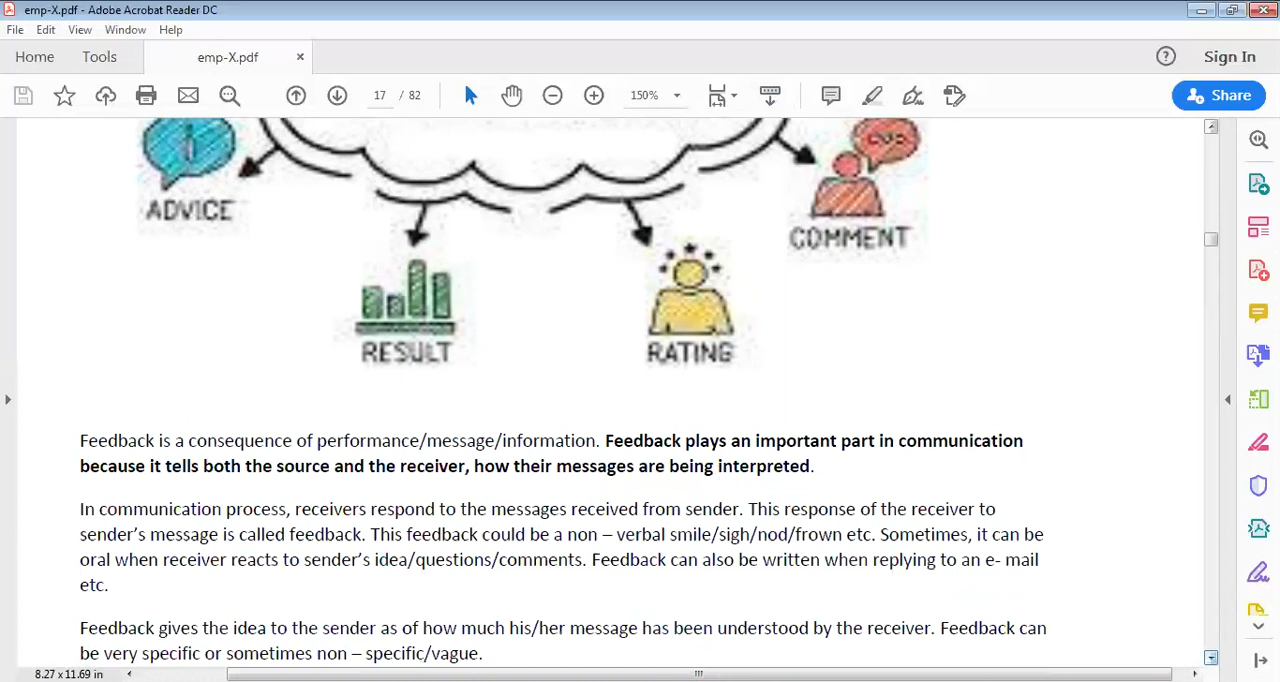 emp-X.pdf - Adobe Acrobat Reader DC
File Edit View Window Help
Home Tools emp-X.pdf × Sign In
17 / 82 150% Share
ADVICE
COMMENT
RESULT
RATING
Feedback is a consequence of performance/message/information. Feedback plays an important part in communication
because it tells both the source and the receiver, how their messages are being interpreted.
In communication process, receivers respond to the messages received from sender. This response of the receiver to
sender’s message is called feedback. This feedback could be a non – verbal smile/sigh/nod/frown etc. Sometimes, it can be
oral when receiver reacts to sender’s idea/questions/comments. Feedback can also be written when replying to an e- mail
etc.
Feedback gives the idea to the sender as of how much his/her message has been understood by the receiver. Feedback can
be very specific or sometimes non – specific/vague.
8.27 x 11.69 in